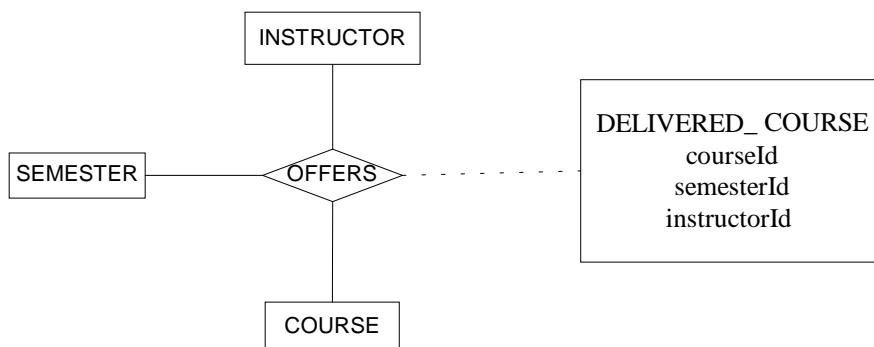 INSTRUCTOR
SEMESTER
OFFERS
COURSE
DELIVERED_ COURSE
courseId
semesterId
instructorId